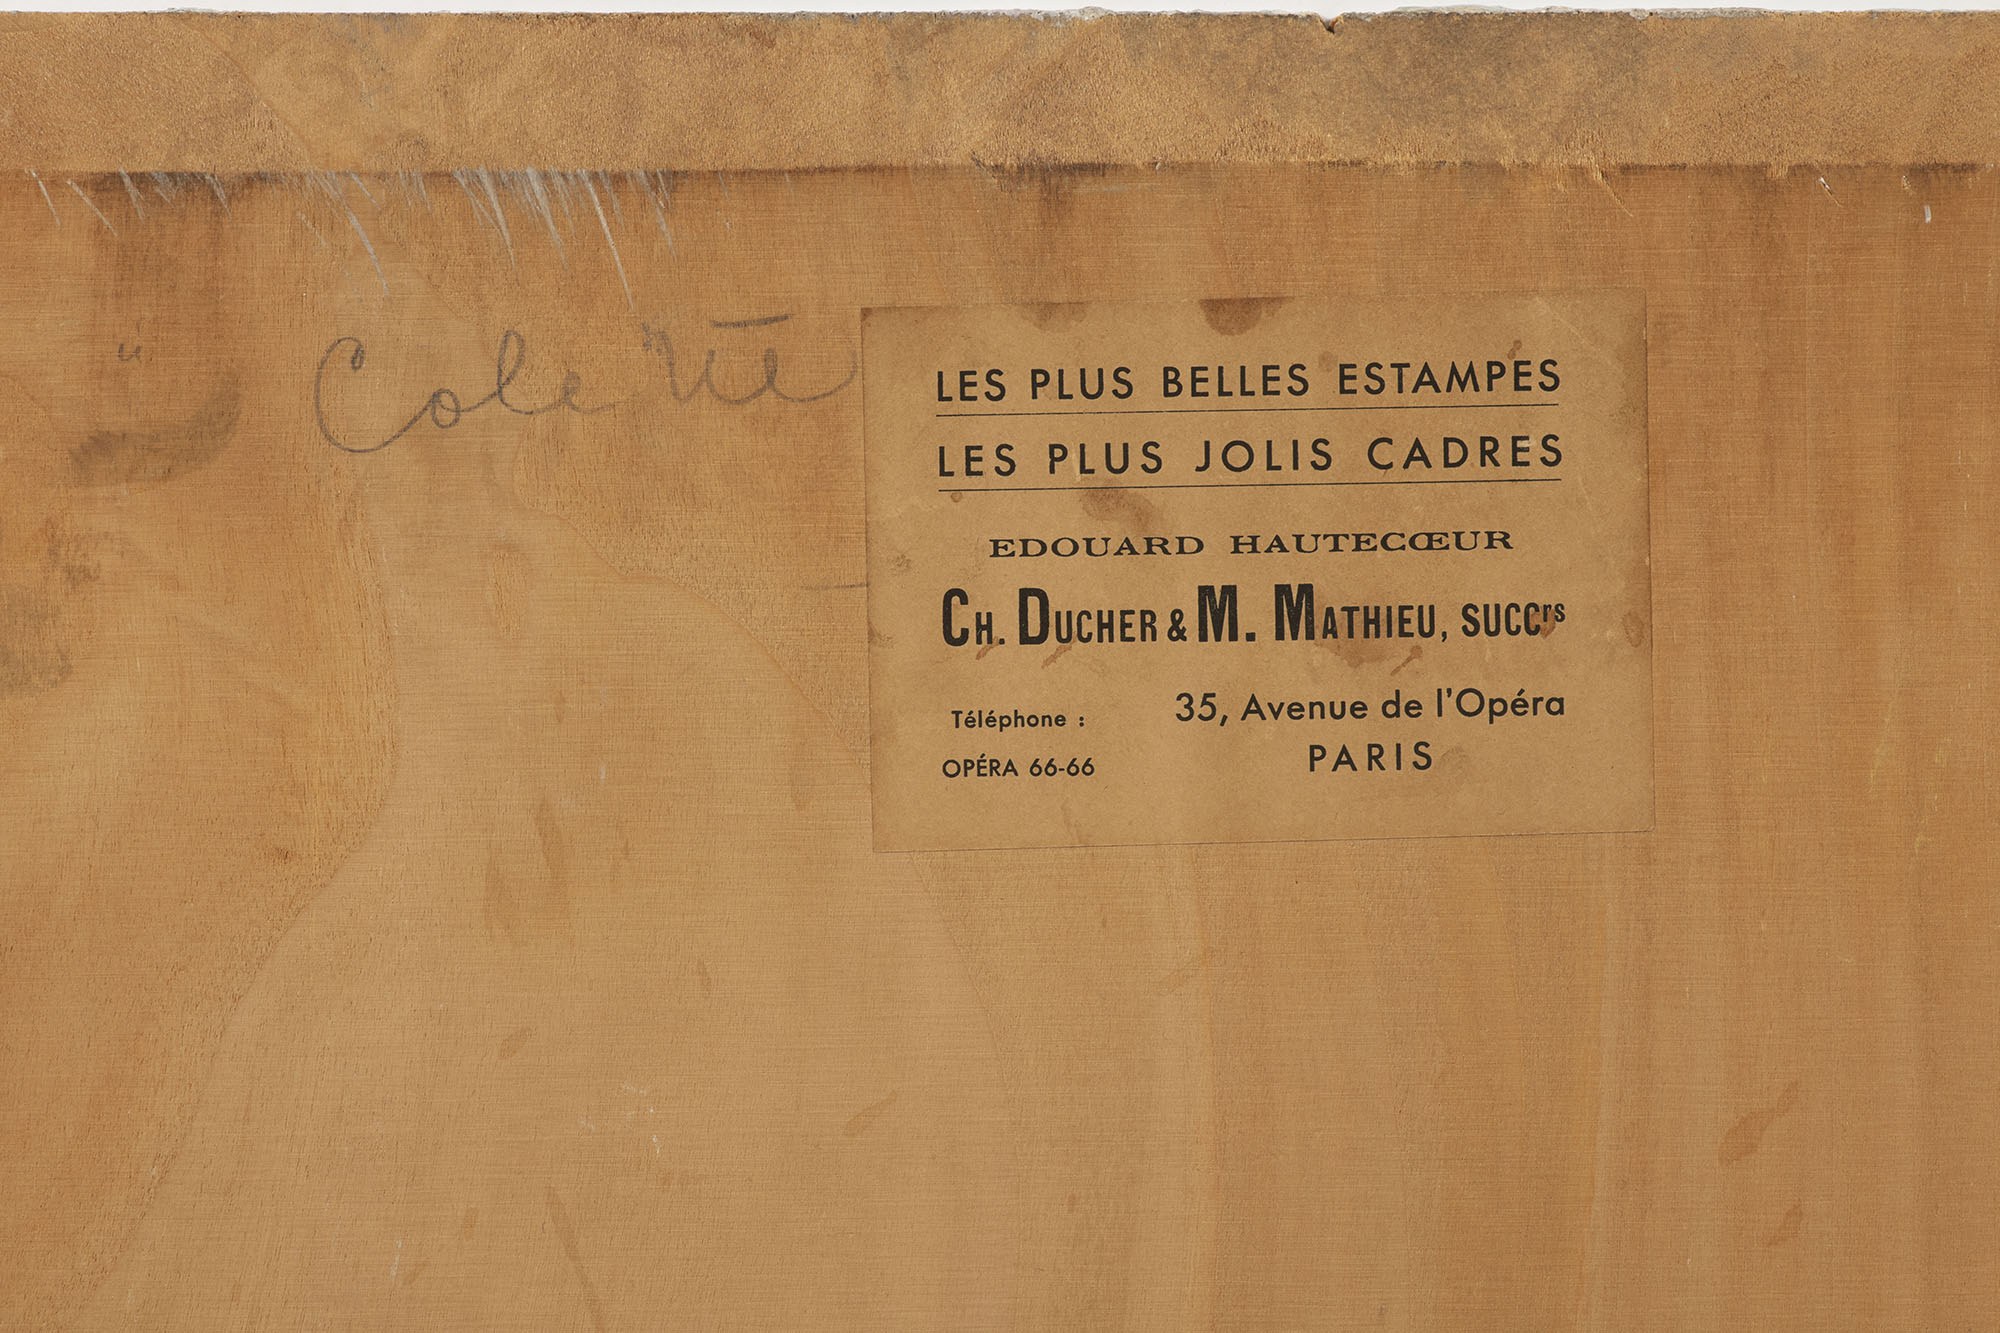 " Colette
LES PLUS BELLES ESTAMPES
LES PLUS JOLIS CADRES
EDOUARD HAUTECŒUR
CH. DUCHER & M. MATHIEU, SUCCrs
Téléphone :
OPÉRA 66-66
35, Avenue de l'Opéra
PARIS